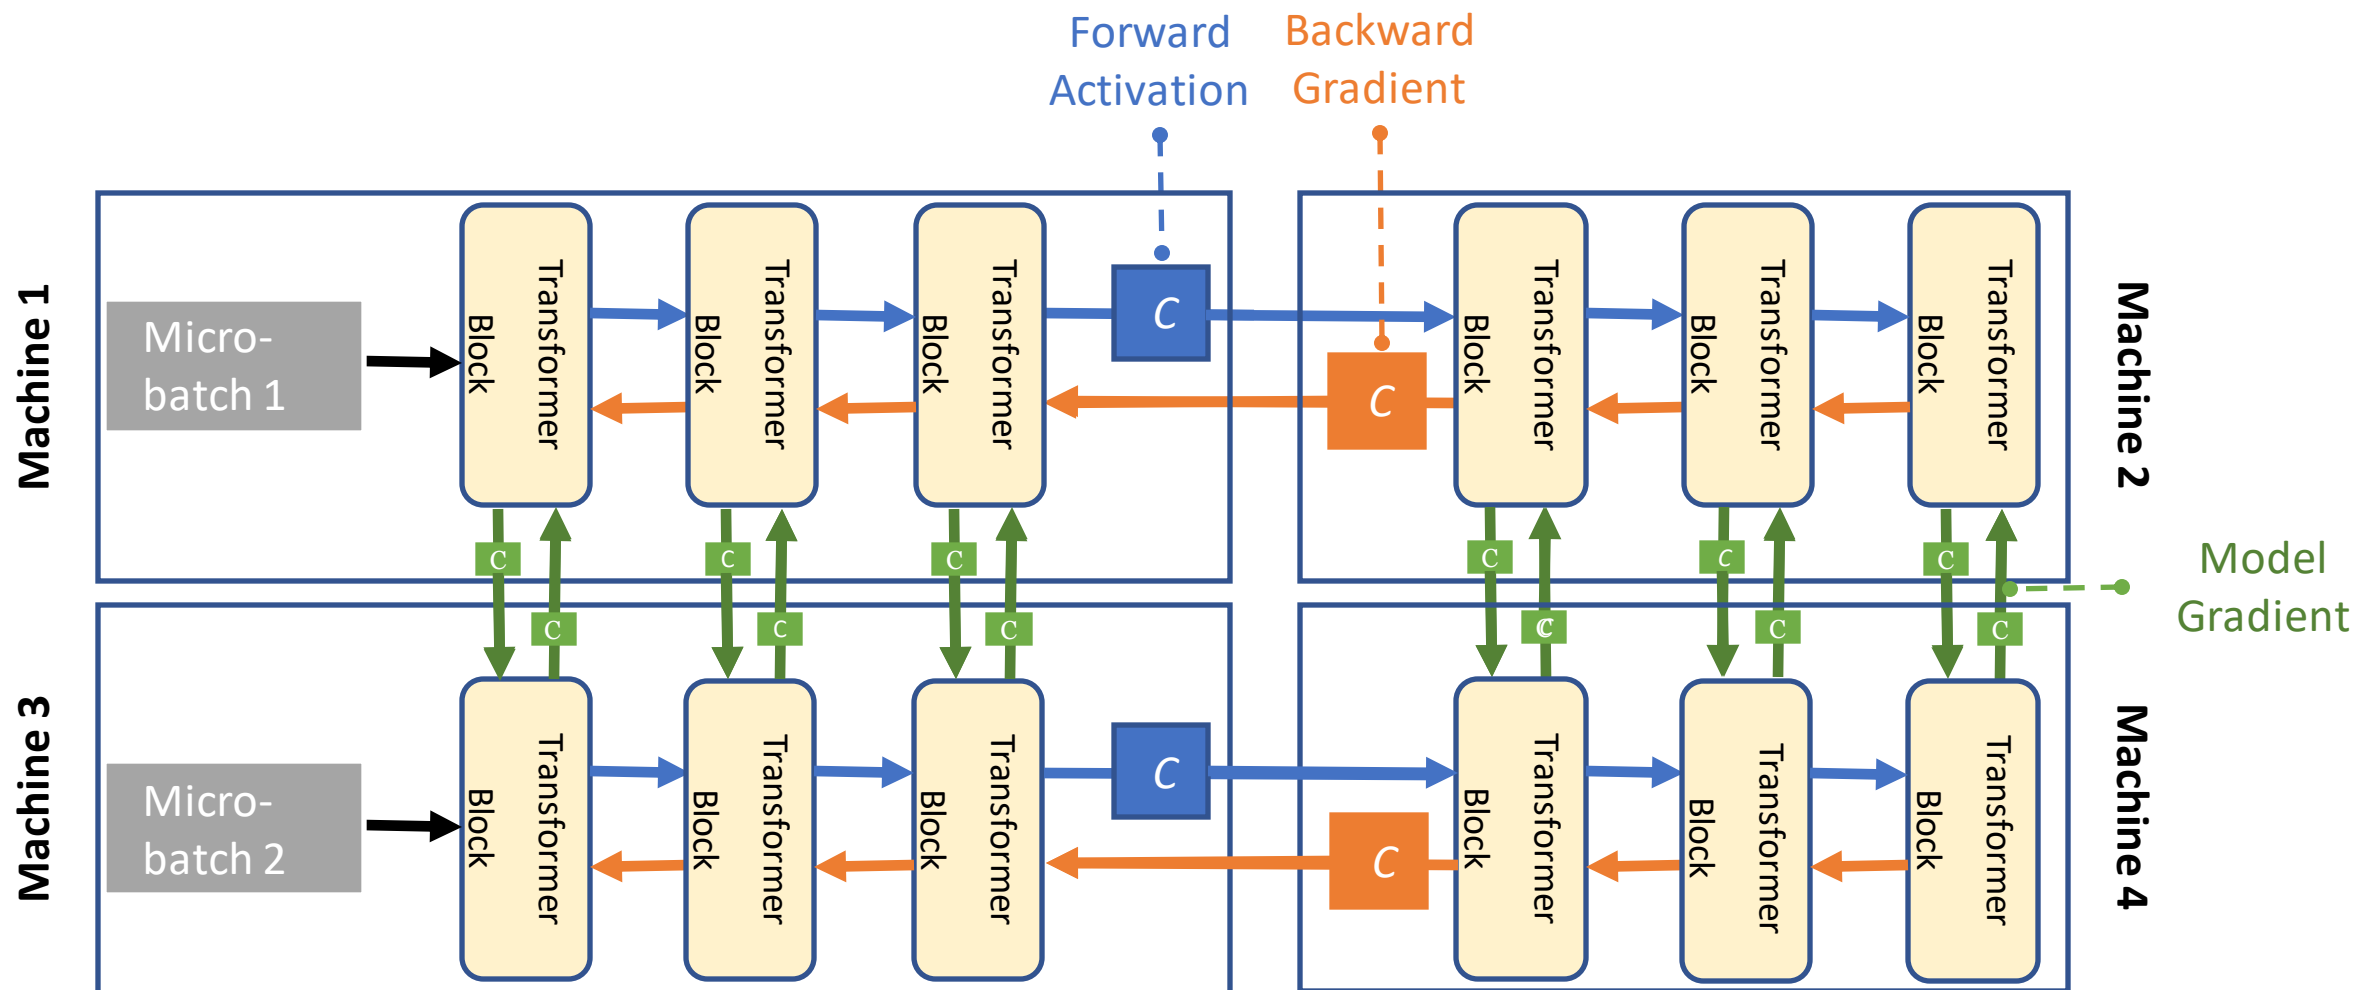 Forward
Activation
Backward
Gradient
Machine 1
Micro-
batch 1
Transformer
Block
Transformer
Block
Transformer
Block
C
C
Transformer
Block
Transformer
Block
Transformer
Block
Machine 2
C
C
C
C
C
C
C
C
C
C
C
C
Model
Gradient
Machine 3
Micro-
batch 2
Transformer
Block
Transformer
Block
Transformer
Block
C
C
Transformer
Block
Transformer
Block
Transformer
Block
Machine 4